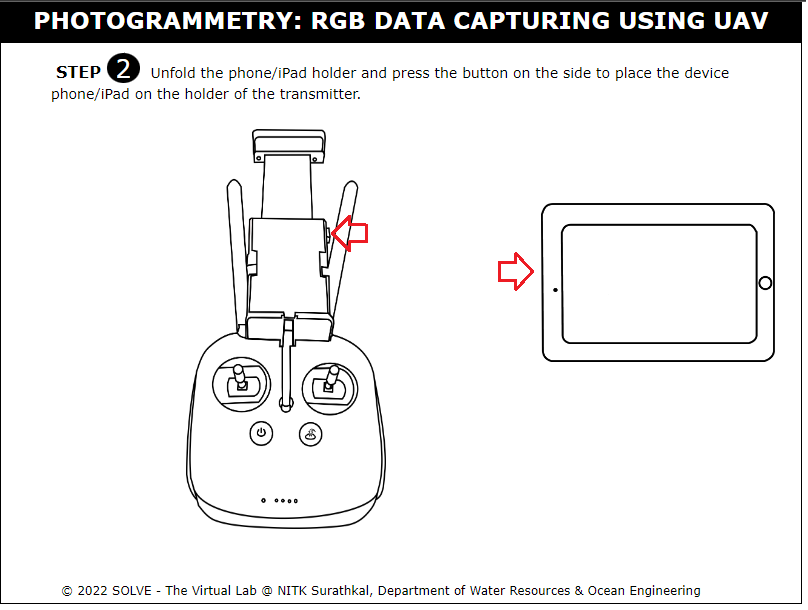 PHOTOGRAMMETRY: RGB DATA CAPTURING USING UAV
STEP 2 Unfold the phone/iPad holder and press the button on the side to place the device
phone/iPad on the holder of the transmitter.
© 2022 SOLVE - The Virtual Lab @ NITK Surathkal, Department of Water Resources & Ocean Engineering